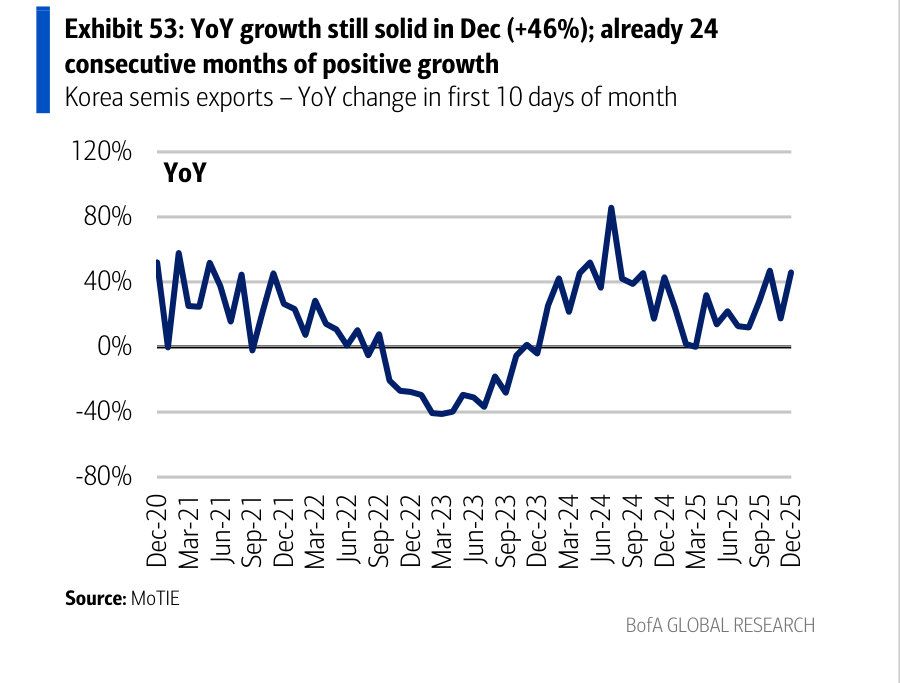 Exhibit 53: YoY growth still solid in Dec (+46%); already 24
consecutive months of positive growth
Korea semis exports – YoY change in first 10 days of month
120%
YoY
80%
40%
0%
-40%
-80%
Dec-20
Mar-21
Jun-21
Sep-21
Dec-21
Mar-22
Jun-22
Sep-22
Dec-22
Mar-23
Jun-23
Sep-23
Dec-23
Mar-24
Jun-24
Sep-24
Dec-24
Mar-25
Jun-25
Sep-25
Dec-25
Source: MoTIE
BofA GLOBAL RESEARCH